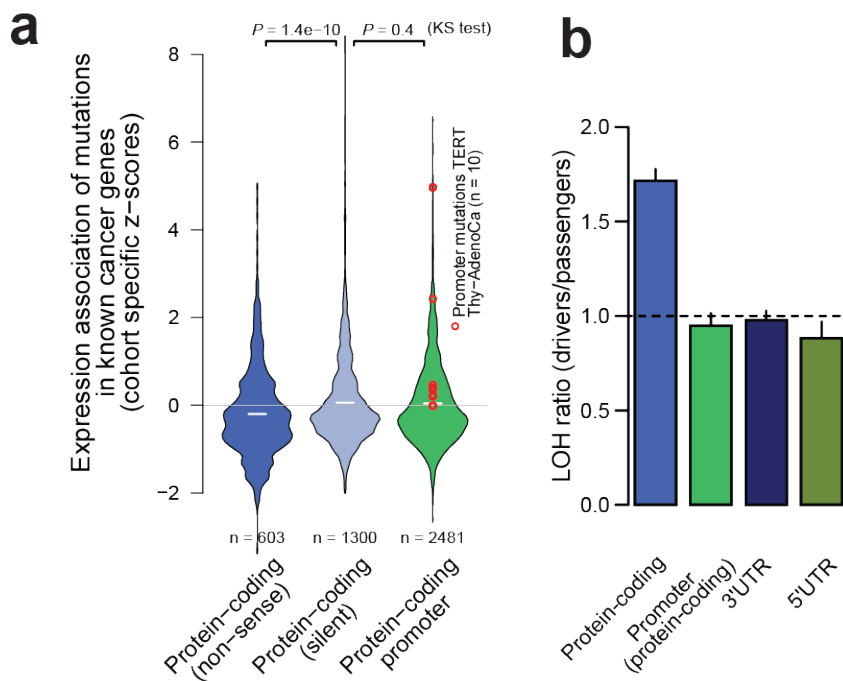 a
P = 1.4e−10
P = 0.4
(KS test)
Expression association of mutations
in known cancer genes
(cohort specific z−scores)
8
6
4
2
0
−2
Promoter mutations TERT
Thy−AdenoCa (n = 10)
n = 603
n = 1300
n = 2481
Protein−coding
(non−sense)
Protein−coding
(silent)
Protein−coding
promoter
b
LOH ratio (drivers/passengers)
2.0
1.5
1.0
0.5
0.0
Protein−coding
Promoter
(protein−coding)
3'UTR
5'UTR